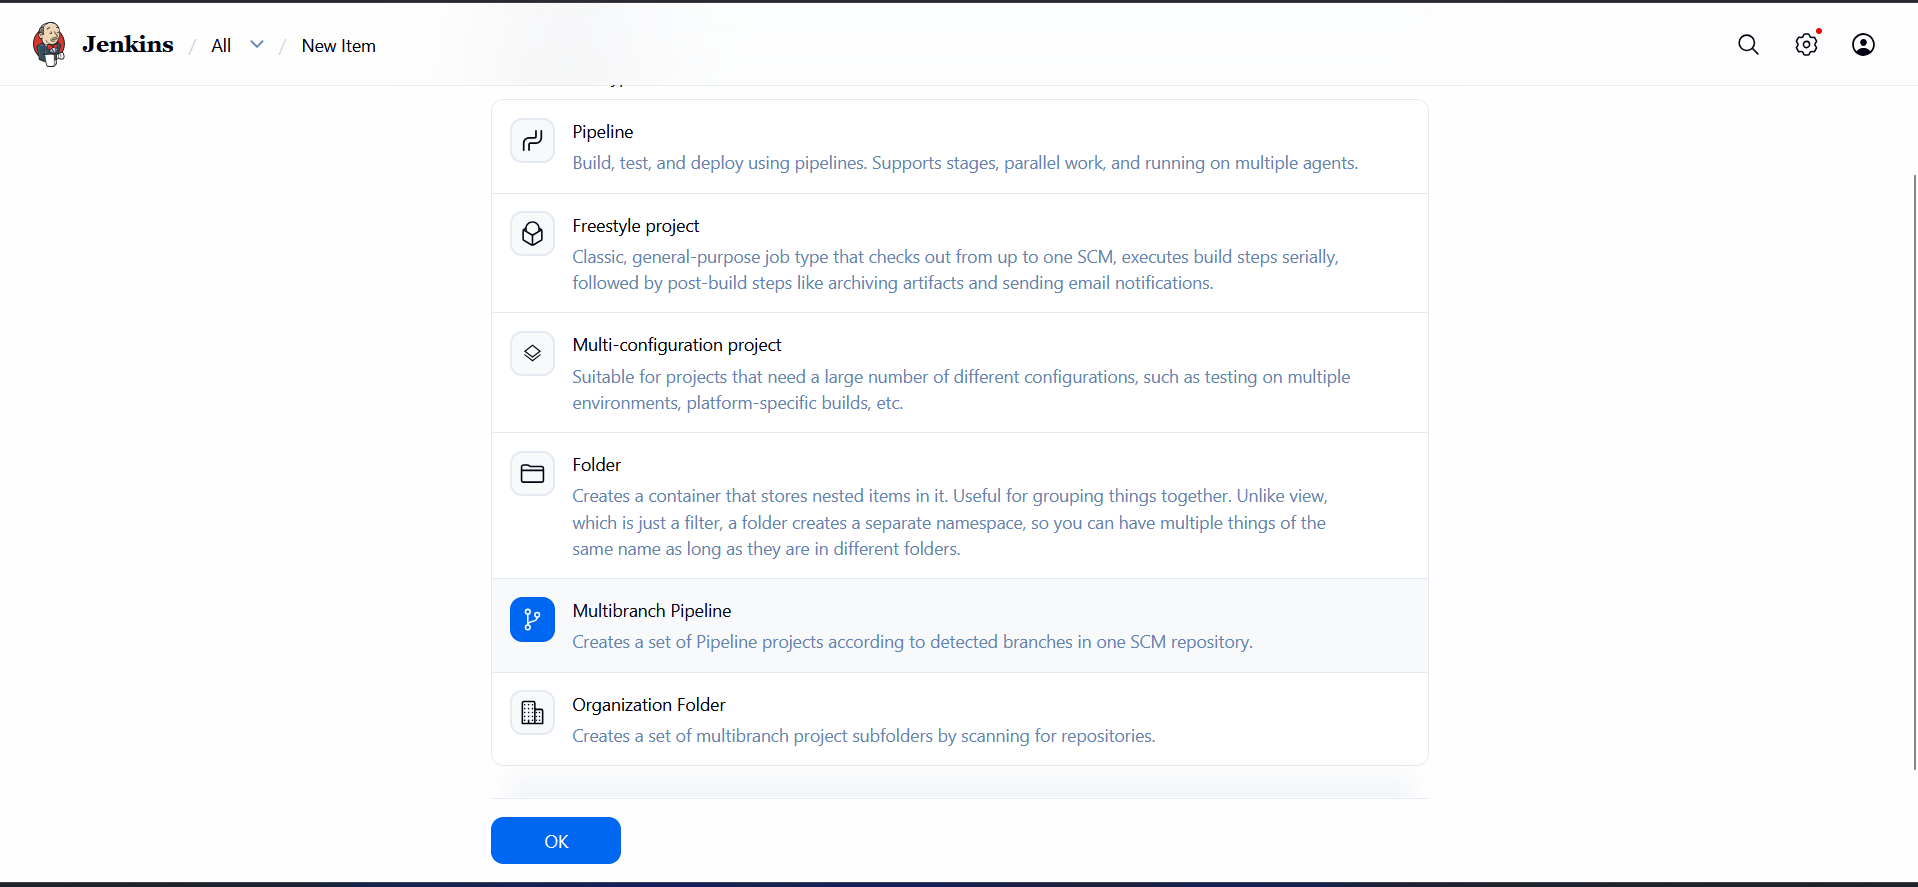 Jenkins / All / New Item
Pipeline
Build, test, and deploy using pipelines. Supports stages, parallel work, and running on multiple agents.
Freestyle project
Classic, general-purpose job type that checks out from up to one SCM, executes build steps serially,
followed by post-build steps like archiving artifacts and sending email notifications.
Multi-configuration project
Suitable for projects that need a large number of different configurations, such as testing on multiple
environments, platform-specific builds, etc.
Folder
Creates a container that stores nested items in it. Useful for grouping things together. Unlike view,
which is just a filter, a folder creates a separate namespace, so you can have multiple things of the
same name as long as they are in different folders.
Multibranch Pipeline
Creates a set of Pipeline projects according to detected branches in one SCM repository.
Organization Folder
Creates a set of multibranch project subfolders by scanning for repositories.
OK